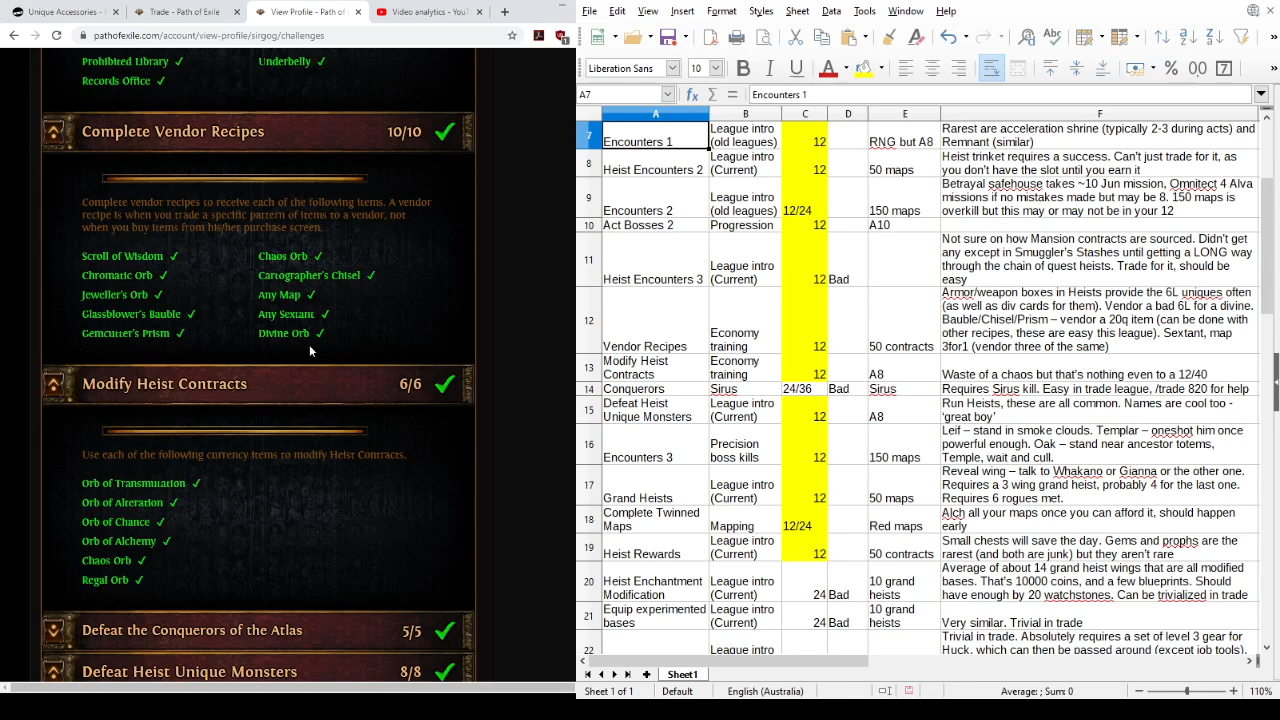 Unique Accessories -
Trade - Path of Exile
View Profile - Path of
Video analytics - YouT
pathofexile.com/account/view-profile/sirgog/challenges
Prohibited Library
Underbelly
Records Office
Complete Vendor Recipes 10/10
Complete vendor recipes to receive each of the following items. A vendor
recipe is when you trade a specific pattern of items to a vendor, not
when you buy items from his/her purchase screen.
Scroll of Wisdom
Chaos Orb
Chromatic Orb
Cartographer's Chisel
Jeweller's Orb
Any Map
Glassblower's Bauble
Any Sextant
Gemcutter's Prism
Divine Orb
Modify Heist Contracts 6/6
Use each of the following currency items to modify Heist Contracts.
Orb of Transmutation
Orb of Alteration
Orb of Chance
Orb of Alchemy
Chaos Orb
Regal Orb
Defeat the Conquerors of the Atlas 5/5
Defeat Heist Unique Monsters 8/8
File Edit View Insert Format Styles Sheet Data Tools Window Help
Liberation Sans 10
A7 Encounters 1
A B C D E F
7 Encounters 1 League intro (old leagues) 12 RNG but A8 Rarest are acceleration shrine (typically 2-3 during acts) and
Remnant (similar)
8 Heist Encounters 2 League intro (Current) 12 50 maps Heist trinket requires a success. Can't just trade for it, as
you don't have the slot until you earn it
9 Encounters 2 League intro (old leagues) 12/24 150 maps Betrayal safehouse takes ~10 Jun mission, Omnitect 4 Alva
missions if no mistakes made but may be 8. 150 maps is
overkill but this may or may not be in your 12
10 Act Bosses 2 Progression 12 A10
11 Heist Encounters 3 League intro (Current) 12 Bad Not sure on how Mansion contracts are sourced. Didn't get
any except in Smuggler's Stashes until getting a LONG way
through the chain of quest heists. Trade for it, should be
easy
12 Vendor Recipes Economy training 12 50 contracts Armor/weapon boxes in Heists provide the 6L uniques often
(as well as div cards for them). Vendor a bad 6L for a divine.
Bauble/Chisel/Prism – vendor a 20q item (can be done with
other recipes, these are easy this league). Sextant, map
3for1 (vendor three of the same)
13 Modify Heist Contracts Economy training 12 A8 Waste of a chaos but that's nothing even to a 12/40
14 Conquerors Sirus 24/36 Bad Sirus Requires Sirus kill. Easy in trade league, /trade 820 for help
15 Defeat Heist Unique Monsters League intro (Current) 12 A8 Run Heists, these are all common. Names are cool too -
'great boy'
16 Encounters 3 Precision boss kills 12 150 maps Leif – stand in smoke clouds. Templar – oneshot him once
powerful enough. Oak – stand near ancestor totems,
Temple, wait and cull.
17 Grand Heists League intro (Current) 12 50 maps Reveal wing – talk to Whakano or Gianna or the other one.
Requires a 3 wing grand heist, probably 4 for the last one.
Requires 6 rogues met.
18 Complete Twinned Maps Mapping 12/24 Red maps Alch all your maps once you can afford it, should happen
early
19 Heist Rewards League intro (Current) 12 50 contracts Small chests will save the day. Gems and prophs are the
rarest (and both are junk) but they aren't rare
20 Heist Enchantment Modification League intro (Current) 24 Bad 10 grand heists Average of about 14 grand heist wings that are all modified
bases. That's 10000 coins, and a few blueprints. Should
have enough by 20 watchstones. Can be trivialized in trade
21 Equip experimented bases League intro (Current) 24 Bad 10 grand heists Very similar. Trivial in trade
22 League intro Trivial in trade. Absolutely requires a set of level 3 gear for
Huck, which can then be passed around (except job tools).
Sheet1
Sheet 1 of 1 Default English (Australia) Average: ; Sum: 0 110%